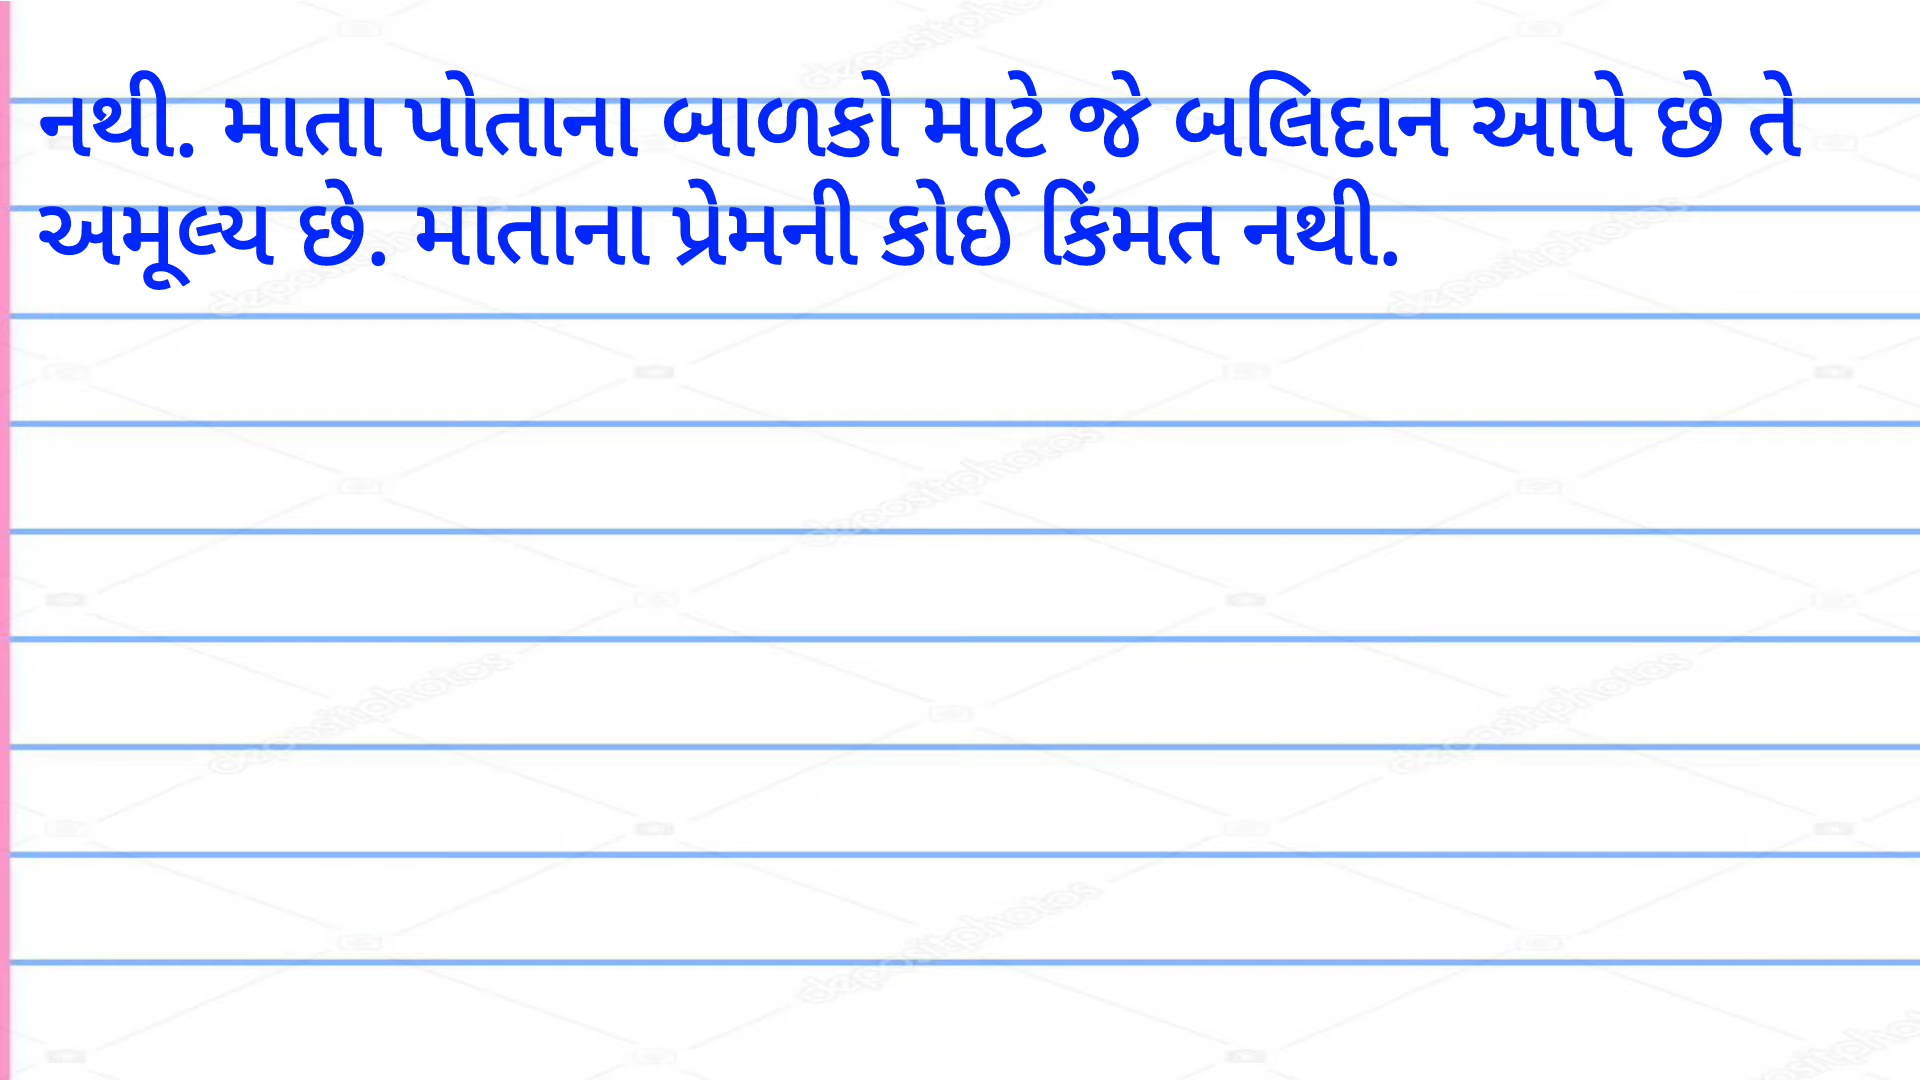 નથી. માતા પોતાના બાળકો માટે જે બલિદાન આપે છે તે
અમૂલ્ય છે. માતાના પ્રેમની કોઈ કિંમત નથી.